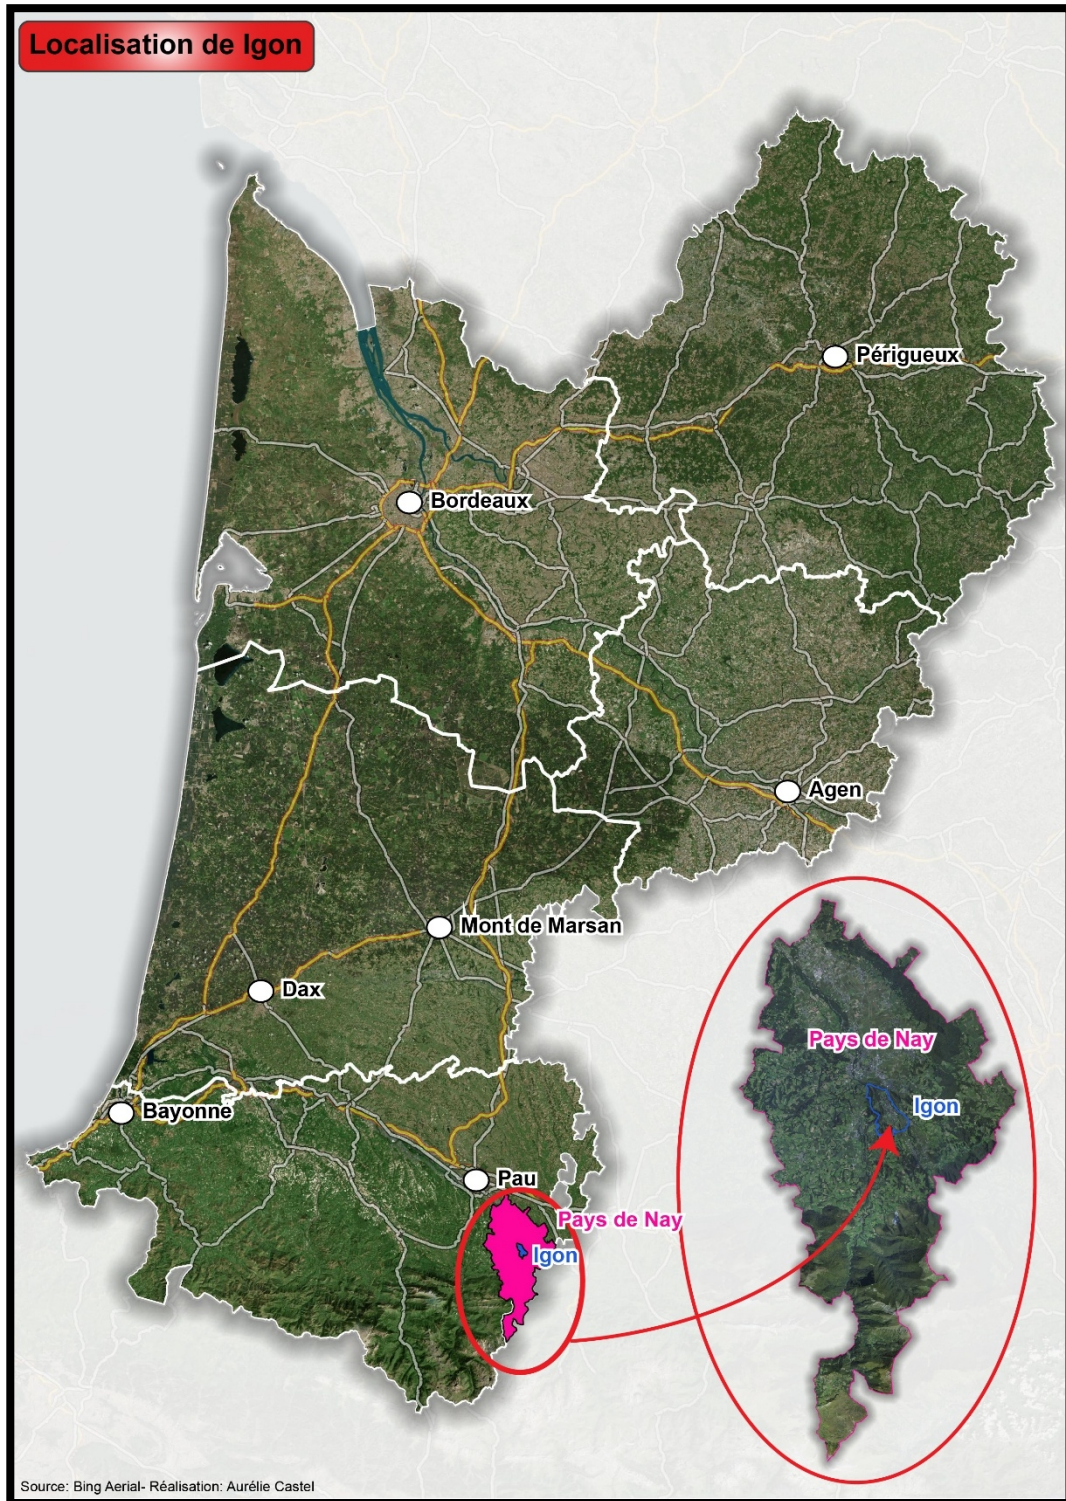 Localisation de Igon
Périgueux
Bordeaux
Agen
Mont de Marsan
Dax
Pays de Nay
Igon
Bayonne
Pau
Pays de Nay
Igon
Source: Bing Aerial- Réalisation: Aurélie Castel